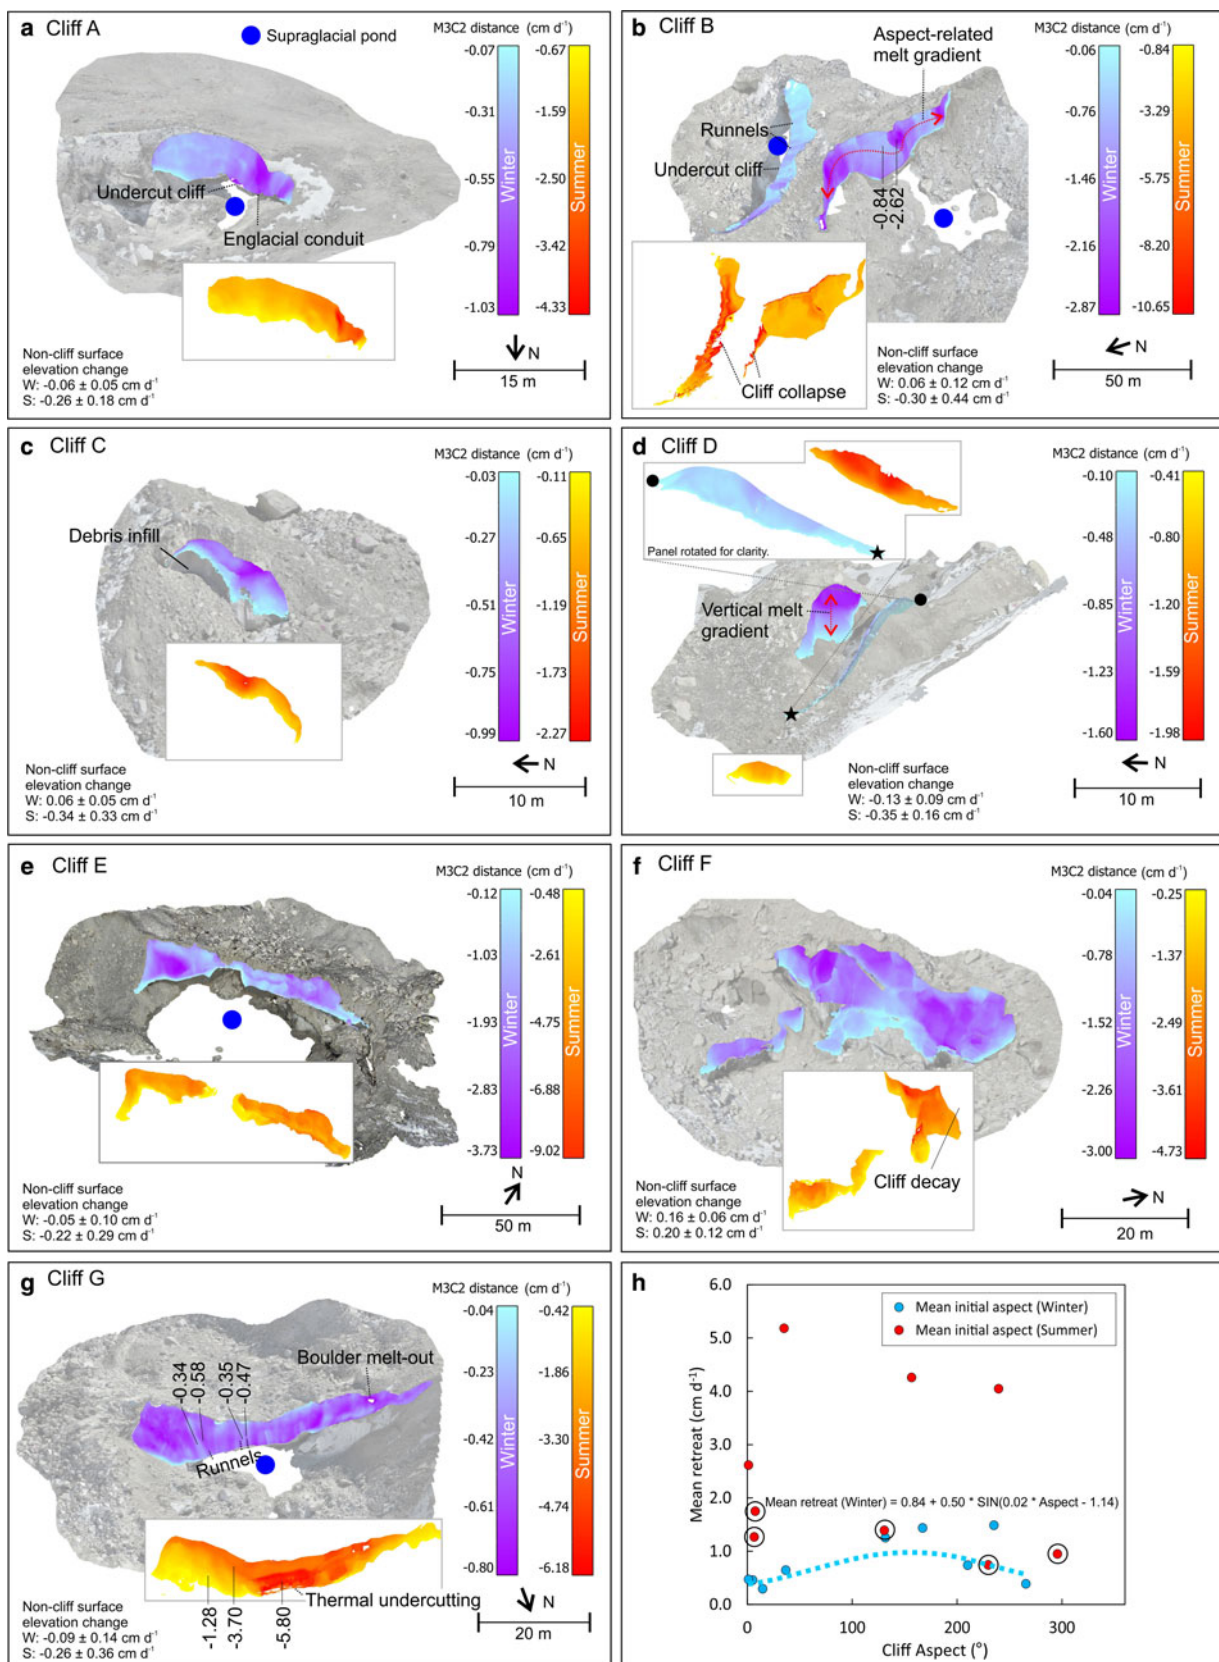 a Cliff A
Supraglacial pond
M3C2 distance (cm d⁻¹)
-0.07
-0.31
-0.55
-0.79
-1.03
Winter
-0.67
-1.59
-2.50
-3.42
-4.33
Summer
Undercut cliff
Englacial conduit
Non-cliff surface
elevation change
W: -0.06 ± 0.05 cm d⁻¹
S: -0.26 ± 0.18 cm d⁻¹
N
15 m
b Cliff B
Aspect-related
melt gradient
M3C2 distance (cm d⁻¹)
-0.06
-0.76
-1.46
-2.16
-2.87
Winter
-0.84
-3.29
-5.75
-8.20
-10.65
Summer
Runnels
Undercut cliff
-0.84
-2.62
Cliff collapse
Non-cliff surface
elevation change
W: 0.06 ± 0.12 cm d⁻¹
S: -0.30 ± 0.44 cm d⁻¹
N
50 m
c Cliff C
M3C2 distance (cm d⁻¹)
-0.03
-0.27
-0.51
-0.75
-0.99
Winter
-0.11
-0.65
-1.19
-1.73
-2.27
Summer
Debris infill
Non-cliff surface
elevation change
W: 0.06 ± 0.05 cm d⁻¹
S: -0.34 ± 0.33 cm d⁻¹
N
10 m
d Cliff D
M3C2 distance (cm d⁻¹)
-0.10
-0.48
-0.85
-1.23
-1.60
Winter
-0.41
-0.80
-1.20
-1.59
-1.98
Summer
Panel rotated for clarity.
Vertical melt
gradient
Non-cliff surface
elevation change
W: -0.13 ± 0.09 cm d⁻¹
S: -0.35 ± 0.16 cm d⁻¹
N
10 m
e Cliff E
M3C2 distance (cm d⁻¹)
-0.12
-1.03
-1.93
-2.83
-3.73
Winter
-0.48
-2.61
-4.75
-6.88
-9.02
Summer
Non-cliff surface
elevation change
W: -0.05 ± 0.10 cm d⁻¹
S: -0.22 ± 0.29 cm d⁻¹
N
50 m
f Cliff F
M3C2 distance (cm d⁻¹)
-0.04
-0.78
-1.52
-2.26
-3.00
Winter
-0.25
-1.37
-2.49
-3.61
-4.73
Summer
Cliff decay
Non-cliff surface
elevation change
W: 0.16 ± 0.06 cm d⁻¹
S: 0.20 ± 0.12 cm d⁻¹
N
20 m
g Cliff G
M3C2 distance (cm d⁻¹)
-0.04
-0.23
-0.42
-0.61
-0.80
Winter
-0.42
-1.86
-3.30
-4.74
-6.18
Summer
-0.34
-0.58
-0.35
-0.47
Boulder melt-out
Runnels
Thermal undercutting
-1.28
-3.70
-5.80
Non-cliff surface
elevation change
W: -0.09 ± 0.14 cm d⁻¹
S: -0.26 ± 0.36 cm d⁻¹
N
20 m
h
6.0
5.0
4.0
3.0
2.0
1.0
0.0
Mean retreat (cm d⁻¹)
Mean initial aspect (Winter)
Mean initial aspect (Summer)
Mean retreat (Winter) = 0.84 + 0.50 * SIN(0.02 * Aspect - 1.14)
0
100
200
300
Cliff Aspect (°)